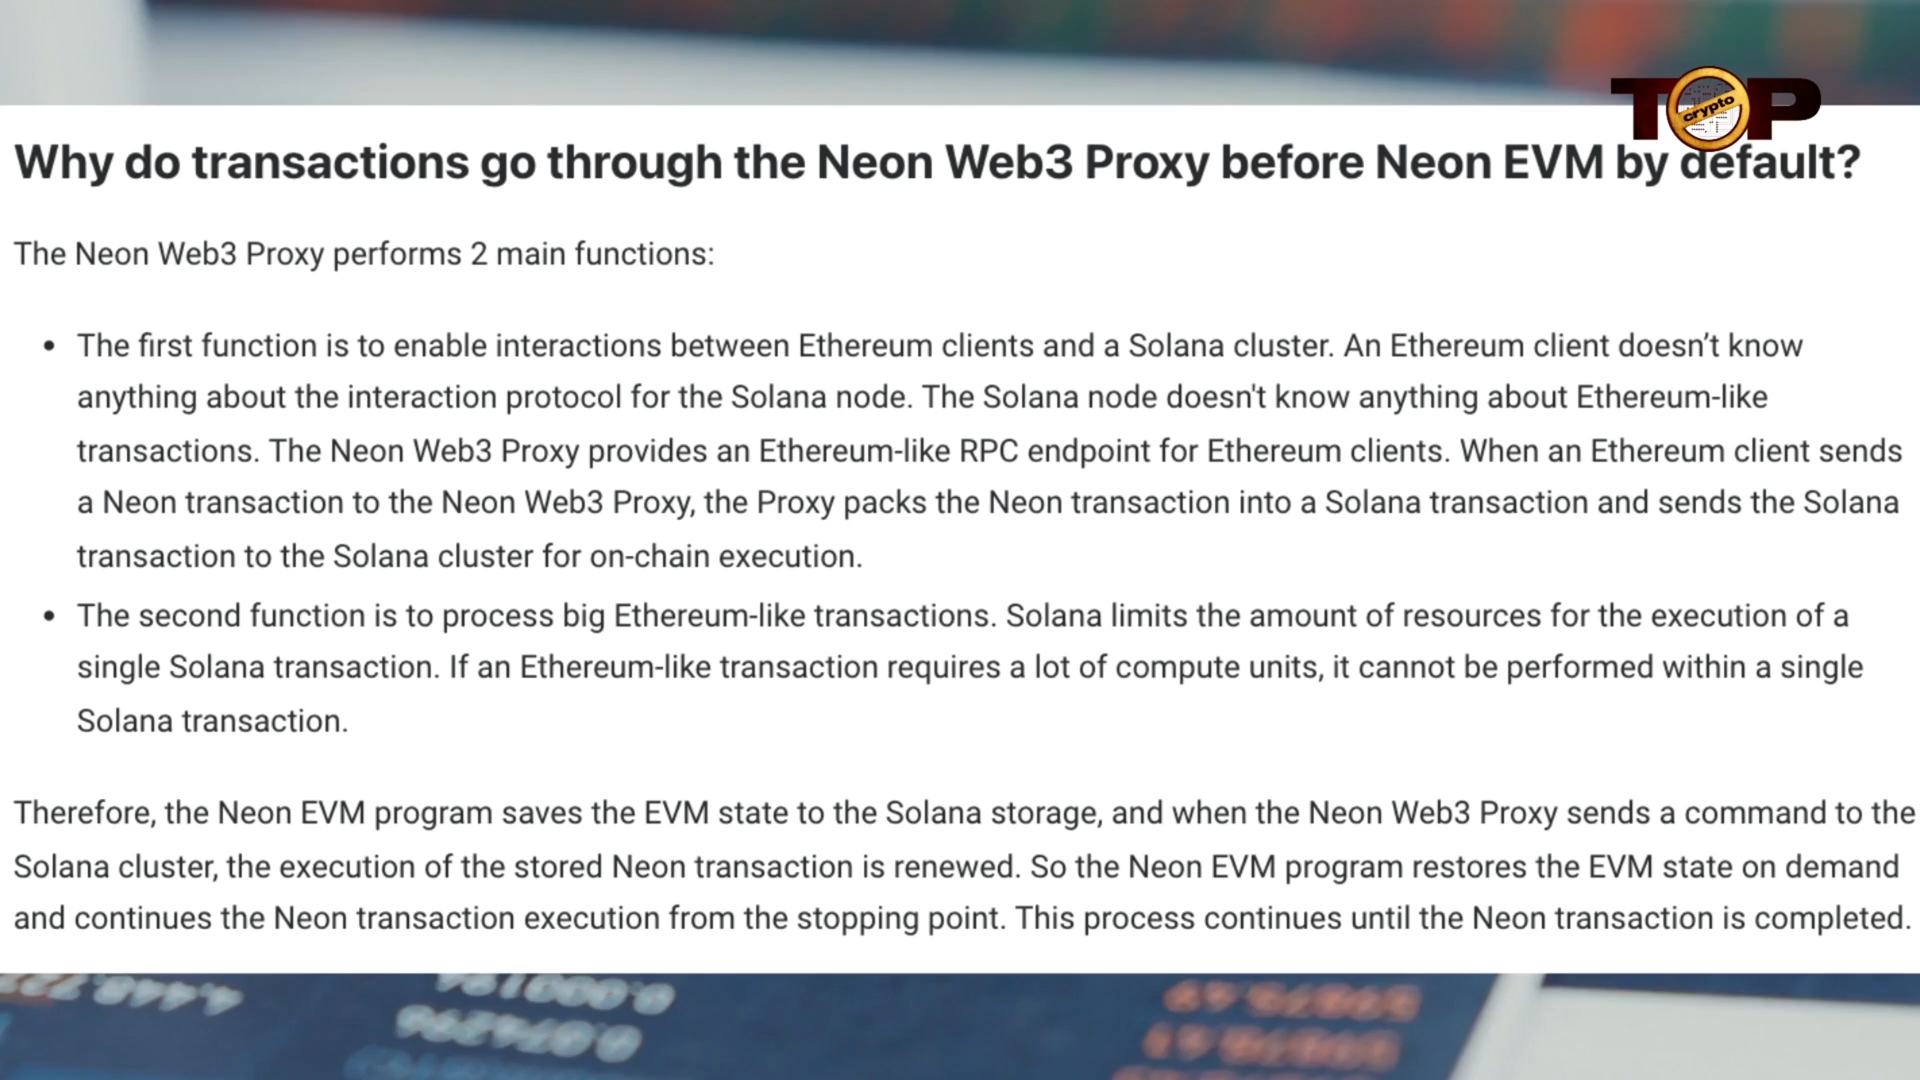 TOP
crypto
Why do transactions go through the Neon Web3 Proxy before Neon EVM by default?
The Neon Web3 Proxy performs 2 main functions:
• The first function is to enable interactions between Ethereum clients and a Solana cluster. An Ethereum client doesn’t know
anything about the interaction protocol for the Solana node. The Solana node doesn't know anything about Ethereum-like
transactions. The Neon Web3 Proxy provides an Ethereum-like RPC endpoint for Ethereum clients. When an Ethereum client sends
a Neon transaction to the Neon Web3 Proxy, the Proxy packs the Neon transaction into a Solana transaction and sends the Solana
transaction to the Solana cluster for on-chain execution.
• The second function is to process big Ethereum-like transactions. Solana limits the amount of resources for the execution of a
single Solana transaction. If an Ethereum-like transaction requires a lot of compute units, it cannot be performed within a single
Solana transaction.
Therefore, the Neon EVM program saves the EVM state to the Solana storage, and when the Neon Web3 Proxy sends a command to the
Solana cluster, the execution of the stored Neon transaction is renewed. So the Neon EVM program restores the EVM state on demand
and continues the Neon transaction execution from the stopping point. This process continues until the Neon transaction is completed.